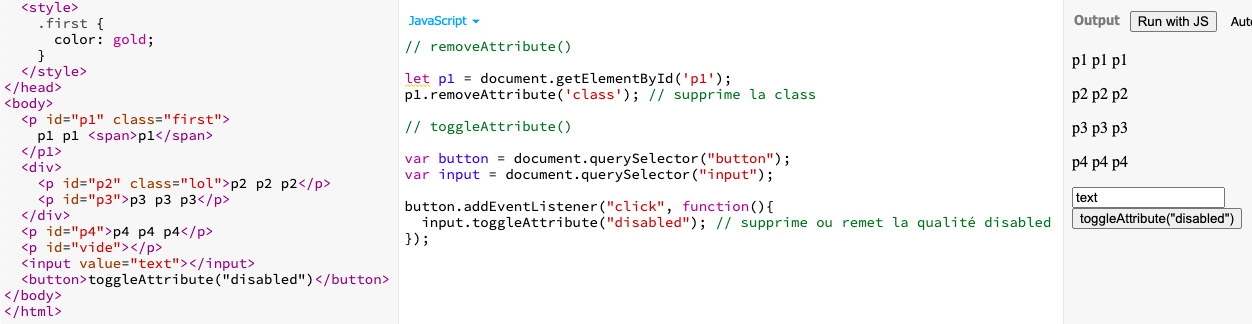 <style>
.first {
color: gold;
}
</style>
</head>
<body>
<p id="p1" class="first">
p1 p1 <span>p1</span>
</p1>
<div>
<p id="p2" class="lol">p2 p2 p2</p>
<p id="p3">p3 p3 p3</p>
</div>
<p id="p4">p4 p4 p4</p>
<p id="vide"></p>
<input value="text"></input>
<button>toggleAttribute("disabled")</button>
</body>
</html>
JavaScript
// removeAttribute()
let p1 = document.getElementById('p1');
p1.removeAttribute('class'); // supprime la class
// toggleAttribute()
var button = document.querySelector("button");
var input = document.querySelector("input");
button.addEventListener("click", function(){
input.toggleAttribute("disabled"); // supprime ou remet la qualité disabled
});
Output Run with JS Auto
p1 p1 p1
p2 p2 p2
p3 p3 p3
p4 p4 p4
text
toggleAttribute("disabled")